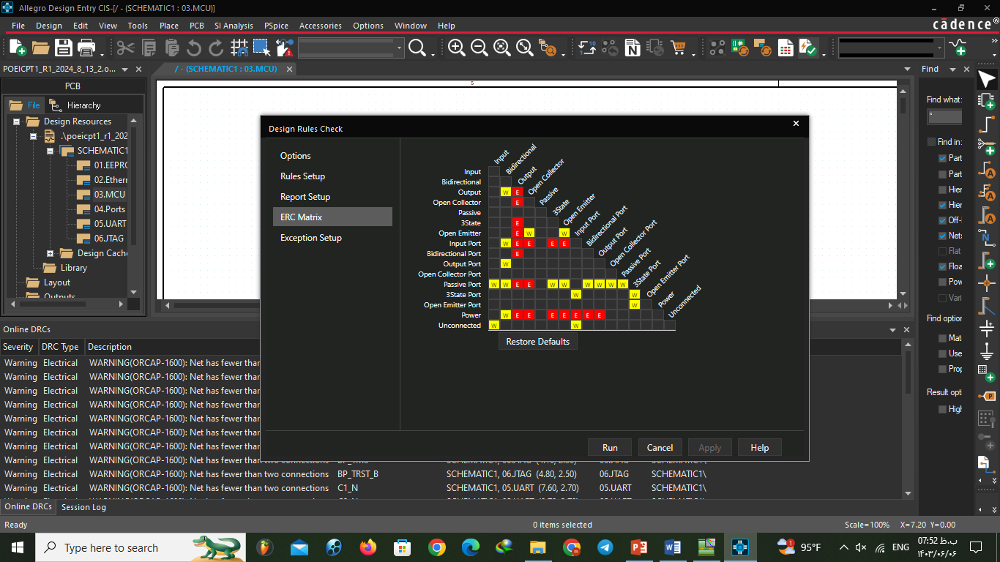 Allegro Design Entry CIS-[/ - (SCHEMATIC1 : 03.MCU)]
File Design Edit View Tools Place PCB SI Analysis PSpice Accessories Options Window Help
cādence®
POEICPT1_R1_2024_8_13_2.o...
/ - (SCHEMATIC1 : 03.MCU)
Find
PCB
5
File Hierarchy
Find what:
*
Design Resources
.\poeicpt1_r1_202
SCHEMATIC1
01.EEPRO
02.Ethern
03.MCU
04.Ports
05.UART
06.JTAG
Design Cache
Library
Layout
Outputs
Find in:
Part
Part
Hier
Hier
Off-
Nets
Flat
Floa
Pow
Vari
Find option
Mat
Use
Prop
Result opt
High
Design Rules Check
Options
Rules Setup
Report Setup
ERC Matrix
Exception Setup
Input
Bidirectional
Output
Open Collector
Passive
3State
Open Emitter
Input Port
Bidirectional Port
Output Port
Open Collector Port
Passive Port
3State Port
Open Emitter Port
Power
Unconnected
Input
Bidirectional
Output W E
Open Collector E
Passive
3State E
Open Emitter E W W
Input Port W E E E E
Bidirectional Port E
Output Port W
Open Collector Port
Passive Port W W E E W W W W W W
3State Port W W
Open Emitter Port W
Power W E E E E E E E
Unconnected W W
Restore Defaults
Run Cancel Apply Help
Online DRCs
Severity DRC Type Description
Warning Electrical WARNING(ORCAP-1600): Net has fewer than
Warning Electrical WARNING(ORCAP-1600): Net has fewer than
Warning Electrical WARNING(ORCAP-1600): Net has fewer than
Warning Electrical WARNING(ORCAP-1600): Net has fewer than
Warning Electrical WARNING(ORCAP-1600): Net has fewer than
Warning Electrical WARNING(ORCAP-1600): Net has fewer than
Warning Electrical WARNING(ORCAP-1600): Net has fewer than
Warning Electrical WARNING(ORCAP-1600): Net has fewer than two connections BP_TMS SCHEMATIC1, 06.JTAG (4.10, 2.50) 06.JTAG SCHEMATIC1\
Warning Electrical WARNING(ORCAP-1600): Net has fewer than two connections BP_TRST_B SCHEMATIC1, 06.JTAG (4.80, 2.50) 06.JTAG SCHEMATIC1\
Warning Electrical WARNING(ORCAP-1600): Net has fewer than two connections C1_N SCHEMATIC1, 05.UART (7.60, 2.70) 05.UART SCHEMATIC1\
Online DRCs Session Log
Ready 0 items selected Scale=100% X=7.20 Y=0.00
Type here to search
95°F
ENG
07:52 ب.ظ
۱۴۰۳/۰۶/۰۶